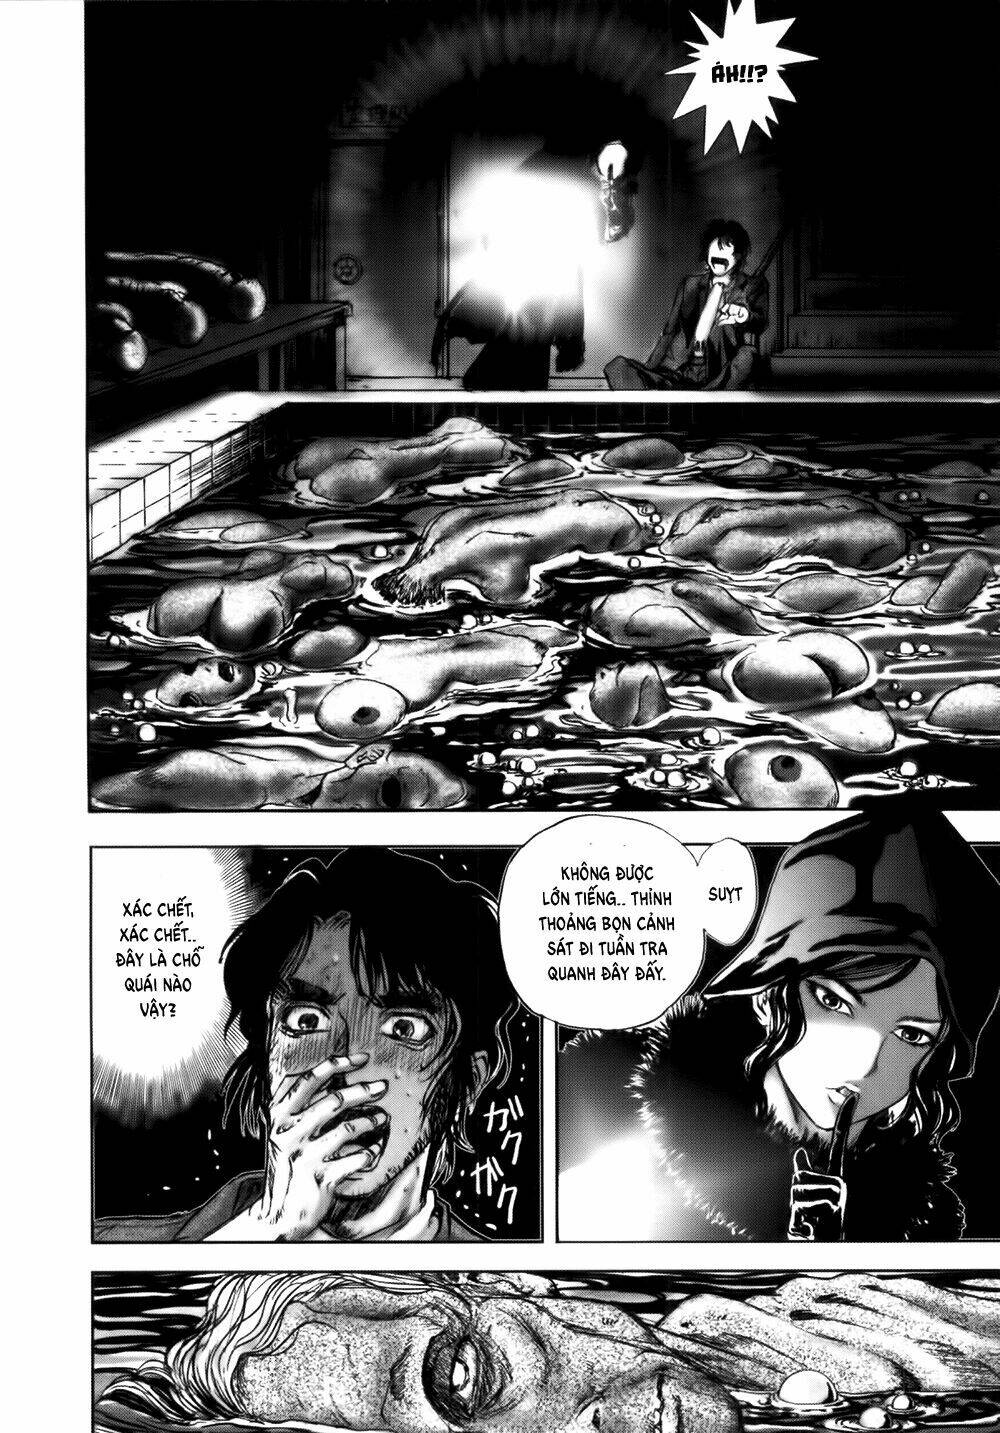 ÁH!!?
SUỴT
KHÔNG ĐƯỢC
LỚN TIẾNG.. THỈNH
THOẢNG BỌN CẢNH
SÁT ĐI TUẦN TRA
QUANH ĐÂY ĐẤY.
XÁC CHẾT,
XÁC CHẾT..
ĐÂY LÀ CHỖ
QUÁI NÀO
VẬY?
ガク
ガク